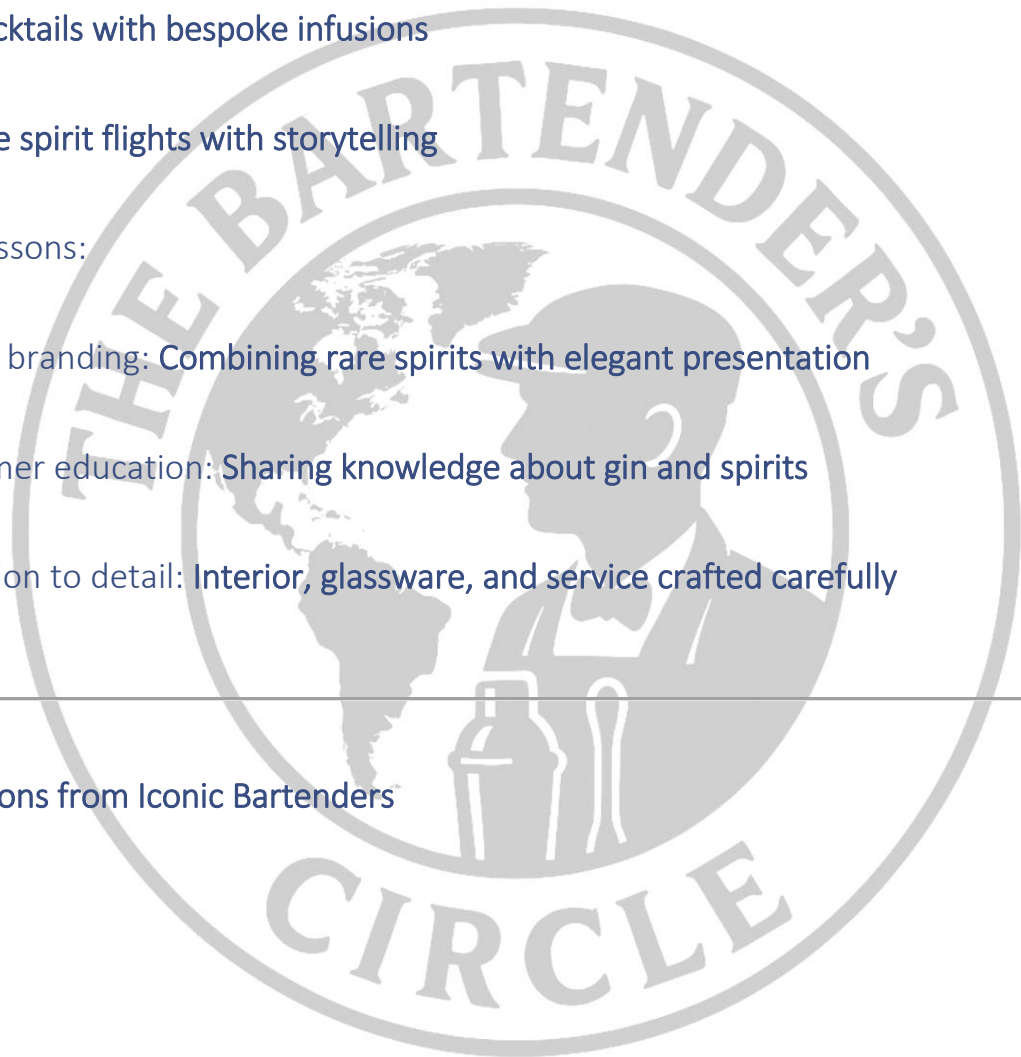 cktails with bespoke infusions
e spirit flights with storytelling
ssons:
branding: Combining rare spirits with elegant presentation
mer education: Sharing knowledge about gin and spirits
ion to detail: Interior, glassware, and service crafted carefully
ons from Iconic Bartenders
THE BARTENDER'S
CIRCLE